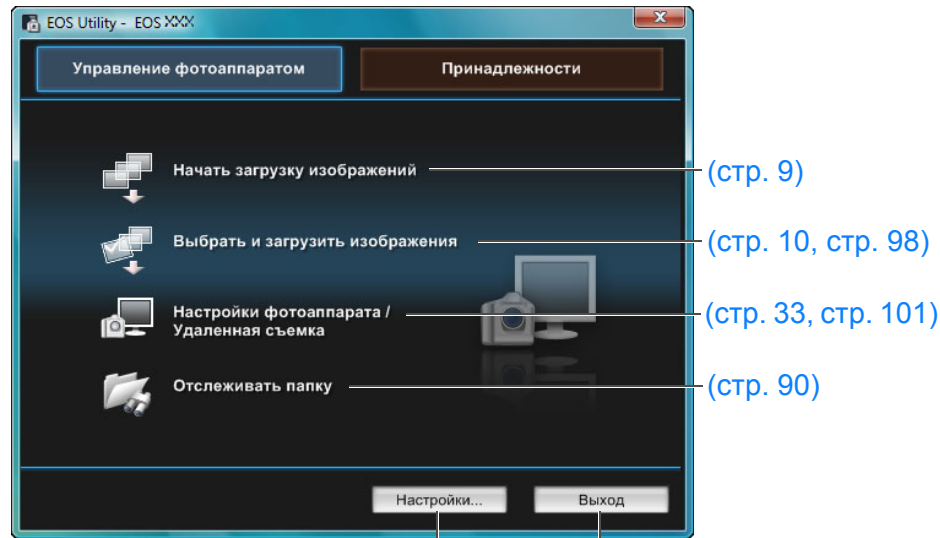 EOS Utility - EOS XXX
Управление фотоаппаратом
Принадлежности
Начать загрузку изображений
(стр. 9)
Выбрать и загрузить изображения
(стр. 10, стр. 98)
Настройки фотоаппарата /
Удаленная съемка
(стр. 33, стр. 101)
Отслеживать папку
(стр. 90)
Настройки...
Выход